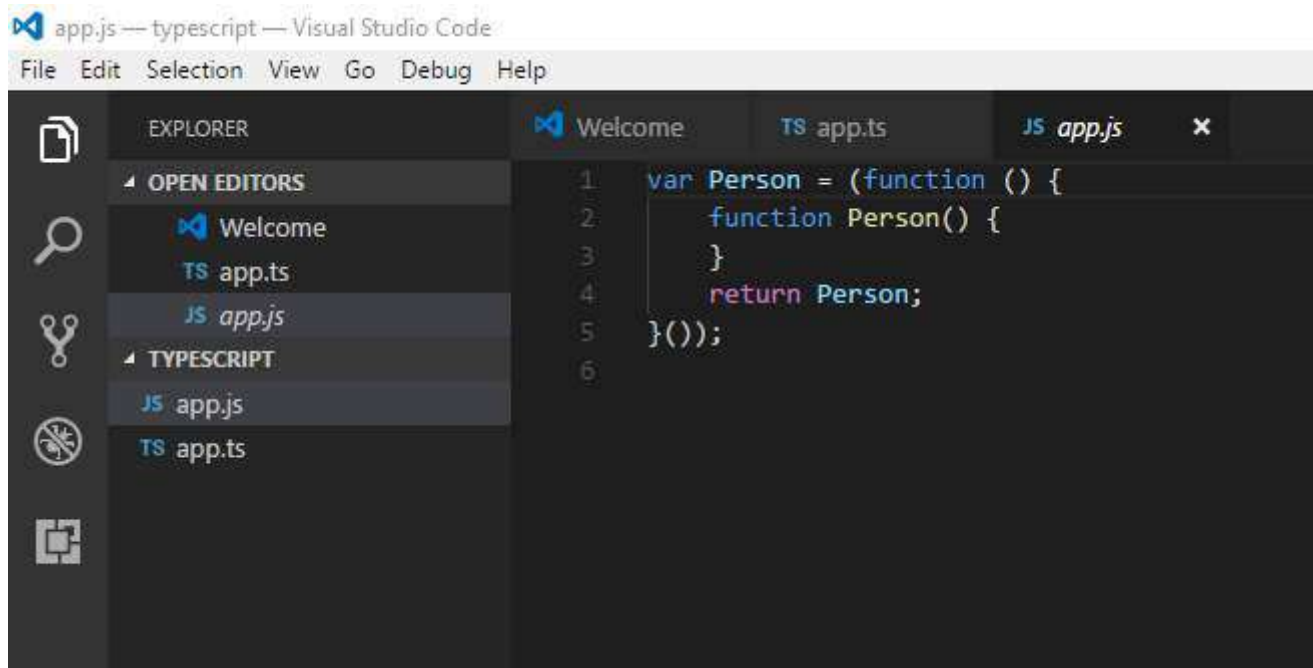 app.js — typescript — Visual Studio Code
File Edit Selection View Go Debug Help
EXPLORER
OPEN EDITORS
Welcome
TS app.ts
JS app.js
TYPESCRIPT
JS app.js
TS app.ts
Welcome TS app.ts JS app.js ×
1 var Person = (function () {
2     function Person() {
3     }
4     return Person;
5 }());
6